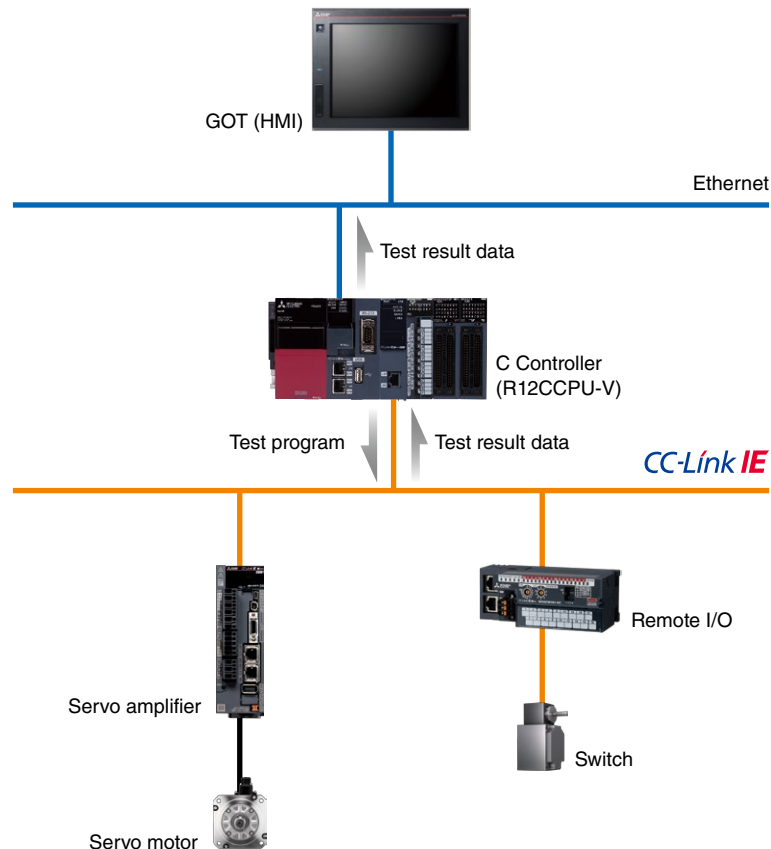 GOT (HMI)
Ethernet
Test result data
C Controller
(R12CCPU-V)
Test program
Test result data
CC-Link IE
Remote I/O
Servo amplifier
Switch
Servo motor